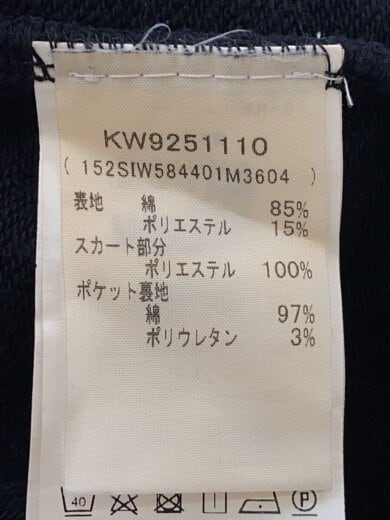 KW9251110
( 152SIW584401M3604 )
表地 綿 85%
ポリエステル 15%
スカート部分
ポリエステル 100%
ポケット裏地
綿 97%
ポリウレタン 3%
40 P